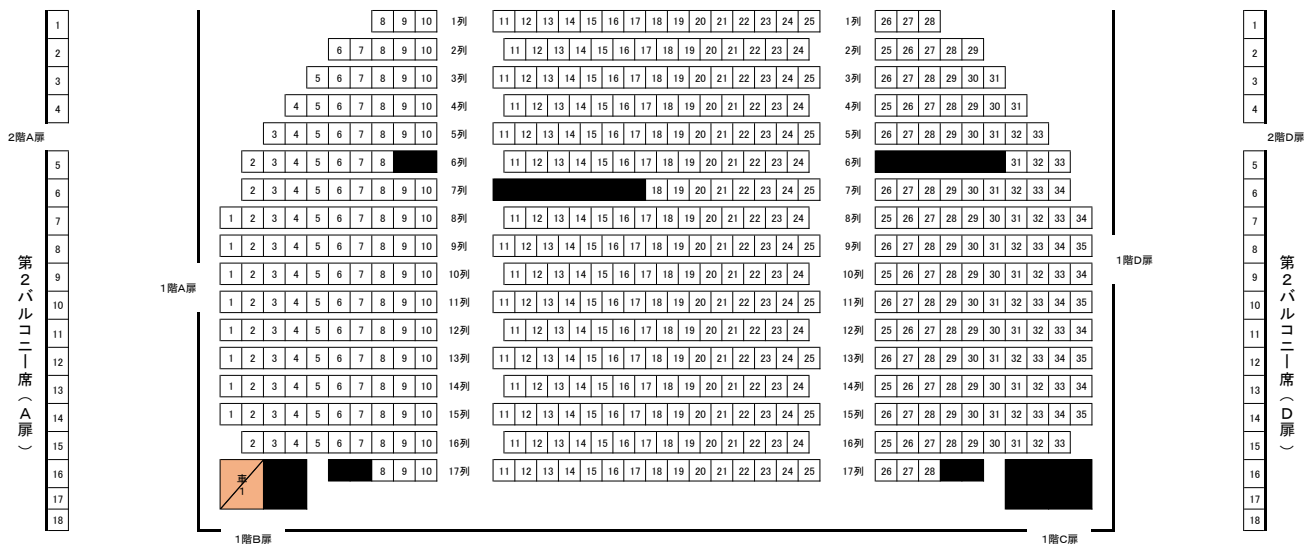 1 8 9 10 1列 11 12 13 14 15 16 17 18 19 20 21 22 23 24 25 1列 26 27 28 1
2 6 7 8 9 10 2列 11 12 13 14 15 16 17 18 19 20 21 22 23 24 2列 25 26 27 28 29 2
3 5 6 7 8 9 10 3列 11 12 13 14 15 16 17 18 19 20 21 22 23 24 25 3列 26 27 28 29 30 31 3
4 4 5 6 7 8 9 10 4列 11 12 13 14 15 16 17 18 19 20 21 22 23 24 4列 25 26 27 28 29 30 31 4
2階A扉 3 4 5 6 7 8 9 10 5列 11 12 13 14 15 16 17 18 19 20 21 22 23 24 25 5列 26 27 28 29 30 31 32 33 2階D扉
5 2 3 4 5 6 7 8 6列 11 12 13 14 15 16 17 18 19 20 21 22 23 24 6列 31 32 33 5
6 2 3 4 5 6 7 8 9 10 7列 18 19 20 21 22 23 24 25 7列 26 27 28 29 30 31 32 33 34 6
7 1 2 3 4 5 6 7 8 9 10 8列 11 12 13 14 15 16 17 18 19 20 21 22 23 24 8列 25 26 27 28 29 30 31 32 33 34 7
8 1 2 3 4 5 6 7 8 9 10 9列 11 12 13 14 15 16 17 18 19 20 21 22 23 24 25 9列 26 27 28 29 30 31 32 33 34 35 8
1階D扉
9 1 2 3 4 5 6 7 8 9 10 10列 11 12 13 14 15 16 17 18 19 20 21 22 23 24 10列 25 26 27 28 29 30 31 32 33 34 9
1階A扉
10 1 2 3 4 5 6 7 8 9 10 11列 11 12 13 14 15 16 17 18 19 20 21 22 23 24 25 11列 26 27 28 29 30 31 32 33 34 35 10
11 1 2 3 4 5 6 7 8 9 10 12列 11 12 13 14 15 16 17 18 19 20 21 22 23 24 12列 25 26 27 28 29 30 31 32 33 34 11
12 1 2 3 4 5 6 7 8 9 10 13列 11 12 13 14 15 16 17 18 19 20 21 22 23 24 25 13列 26 27 28 29 30 31 32 33 34 35 12
13 1 2 3 4 5 6 7 8 9 10 14列 11 12 13 14 15 16 17 18 19 20 21 22 23 24 14列 25 26 27 28 29 30 31 32 33 34 13
14 1 2 3 4 5 6 7 8 9 10 15列 11 12 13 14 15 16 17 18 19 20 21 22 23 24 25 15列 26 27 28 29 30 31 32 33 34 35 14
15 2 3 4 5 6 7 8 9 10 16列 11 12 13 14 15 16 17 18 19 20 21 22 23 24 16列 25 26 27 28 29 30 31 32 33 15
16 車1 8 9 10 17列 11 12 13 14 15 16 17 18 19 20 21 22 23 24 25 17列 26 27 28 16
17 17
18 18
第2バルコニー席(A扉)
第2バルコニー席(D扉)
1階B扉
1階C扉